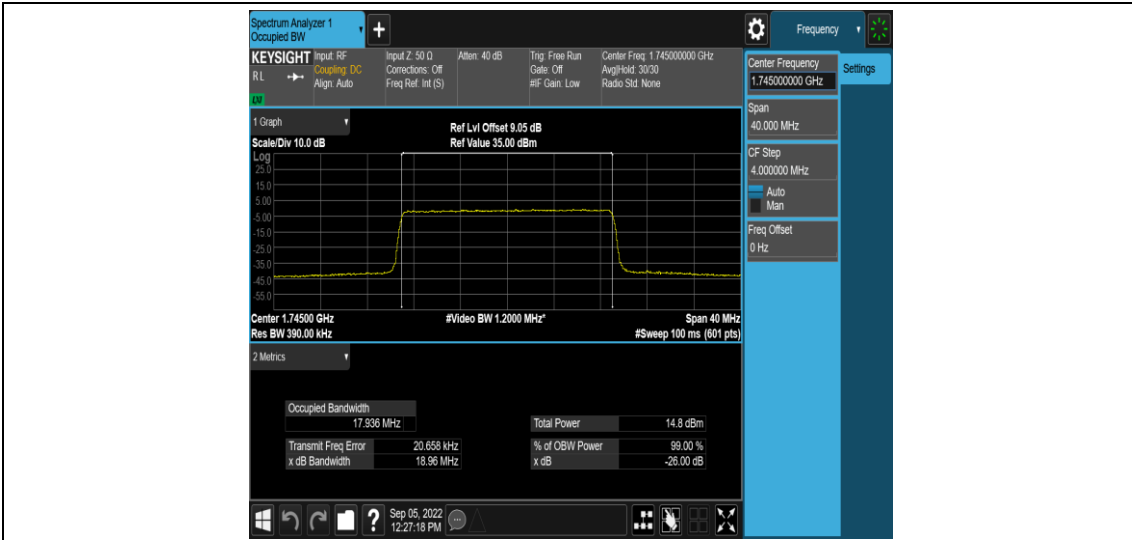 Spectrum Analyzer 1
Occupied BW
Frequency
KEYSIGHT
RL
LXI
Input: RF
Coupling: DC
Align: Auto
Input Z: 50 Ω
Corrections: Off
Freq Ref: Int (S)
Atten: 40 dB
Trig: Free Run
Gate: Off
#IF Gain: Low
Center Freq: 1.745000000 GHz
Avg|Hold: 30/30
Radio Std: None
Center Frequency
1.745000000 GHz
Settings
Span
40.000 MHz
CF Step
4.000000 MHz
Auto
Man
Freq Offset
0 Hz
1 Graph
Ref Lvl Offset 9.05 dB
Scale/Div 10.0 dB
Ref Value 35.00 dBm
Log
25.0
15.0
5.00
-5.00
-15.0
-25.0
-35.0
-45.0
-55.0
Center 1.74500 GHz
#Video BW 1.2000 MHz*
Span 40 MHz
Res BW 390.00 kHz
#Sweep 100 ms (601 pts)
2 Metrics
Occupied Bandwidth
17.936 MHz
Total Power 14.8 dBm
Transmit Freq Error 20.658 kHz
% of OBW Power 99.00 %
x dB Bandwidth 18.96 MHz
x dB -26.00 dB
Sep 05, 2022
12:27:18 PM